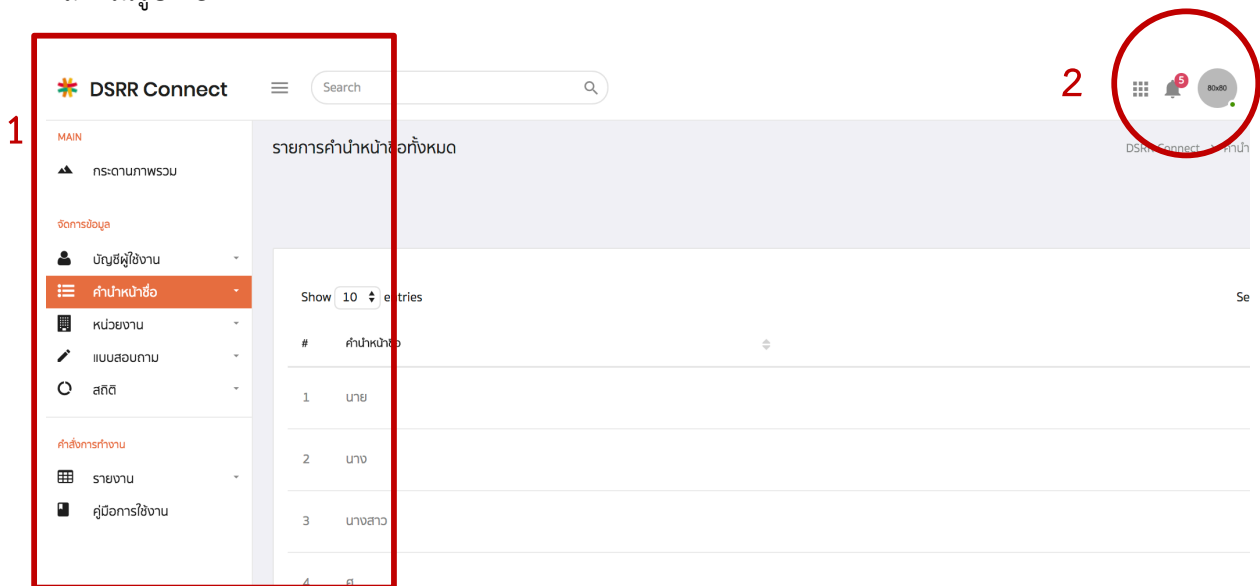 DSRR Connect
Search
2
5
80x80
1
MAIN
รายการคำนำหน้าชื่อทั้งหมด
DSRR Connect
กระดานภาพรวม
จัดการข้อมูล
บัญชีผู้ใช้งาน
คำนำหน้าชื่อ
Show 10 entries
Se
หน่วยงาน
# คำนำหน้าชื่อ
แบบสอบถาม
สถิติ
1 นาย
คำสั่งการทำงาน
2 นาง
รายงาน
คู่มือการใช้งาน
3 นางสาว
4 ศ